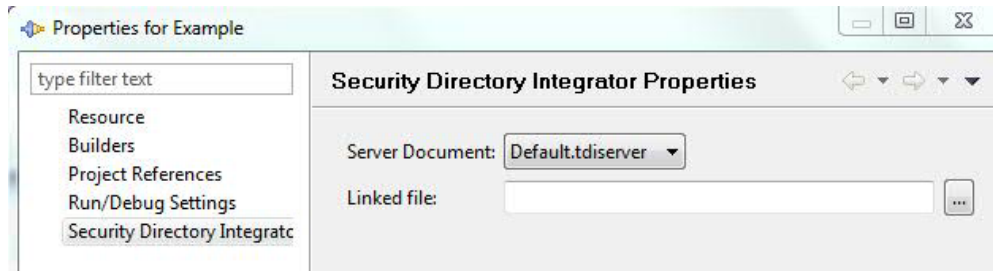 Properties for Example
type filter text
Resource
Builders
Project References
Run/Debug Settings
Security Directory Integratc
Security Directory Integrator Properties
Server Document: Default.tdiserver
Linked file:
...